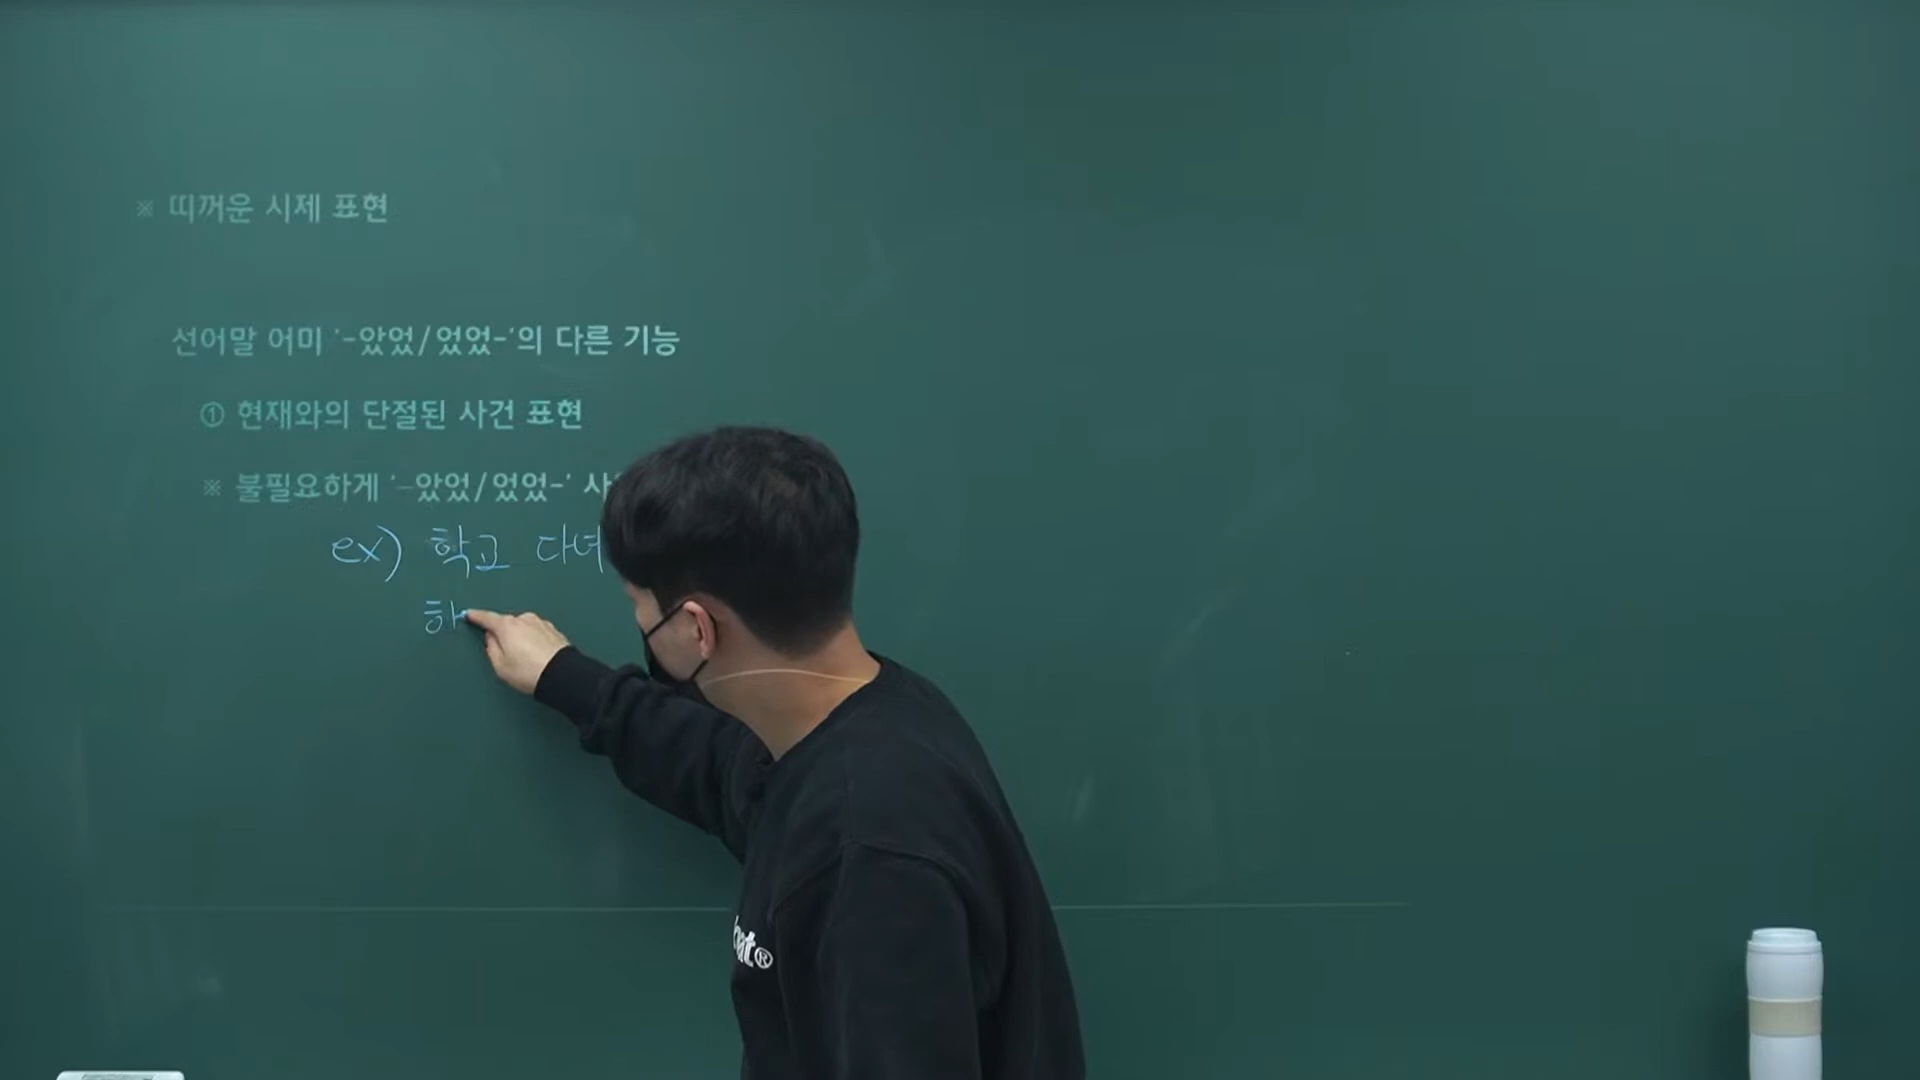 ※ 띠꺼운 시제 표현
선어말 어미 '-았었/었었-'의 다른 기능
① 현재와의 단절된 사건 표현
※ 불필요하게 '-았었/었었-'
ex) 학고 다녀
하
at®